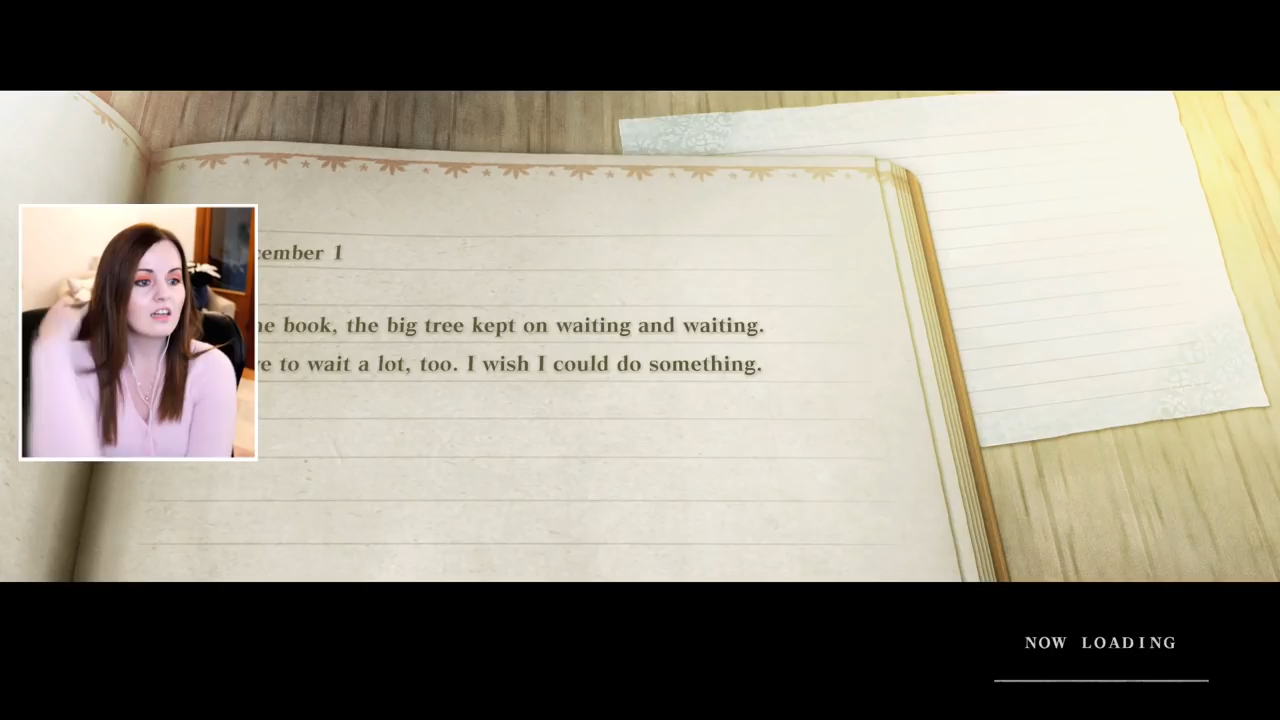 cember 1
book, the big tree kept on waiting and waiting.
to wait a lot, too. I wish I could do something.
NOW LOADING